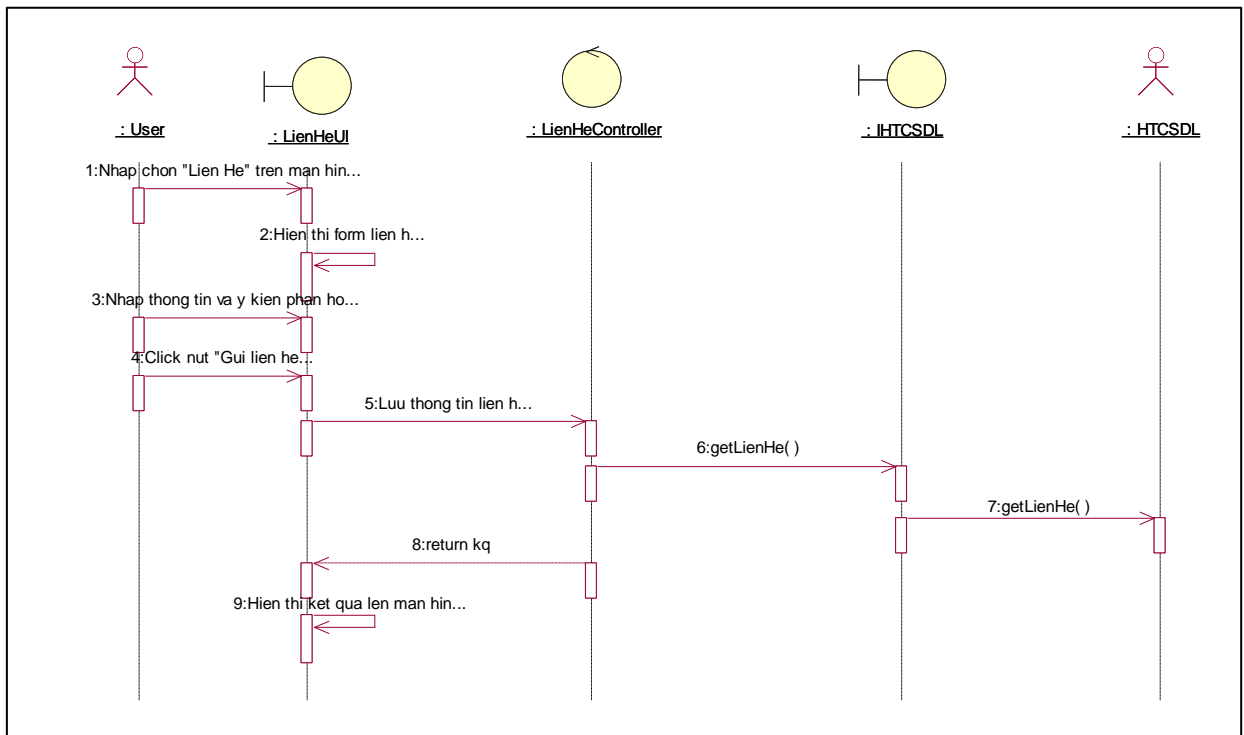 : User
: LienHeUI
: LienHeController
: IHTCSDL
: HTCSDL
1:Nhap chon "Lien He" tren man hin...
2:Hien thi form lien h...
3:Nhap thong tin va y kien phan ho...
4:Click nut "Gui lien he...
5:Luu thong tin lien h...
6:getLienHe( )
7:getLienHe( )
8:return kq
9:Hien thi ket qua len man hin...